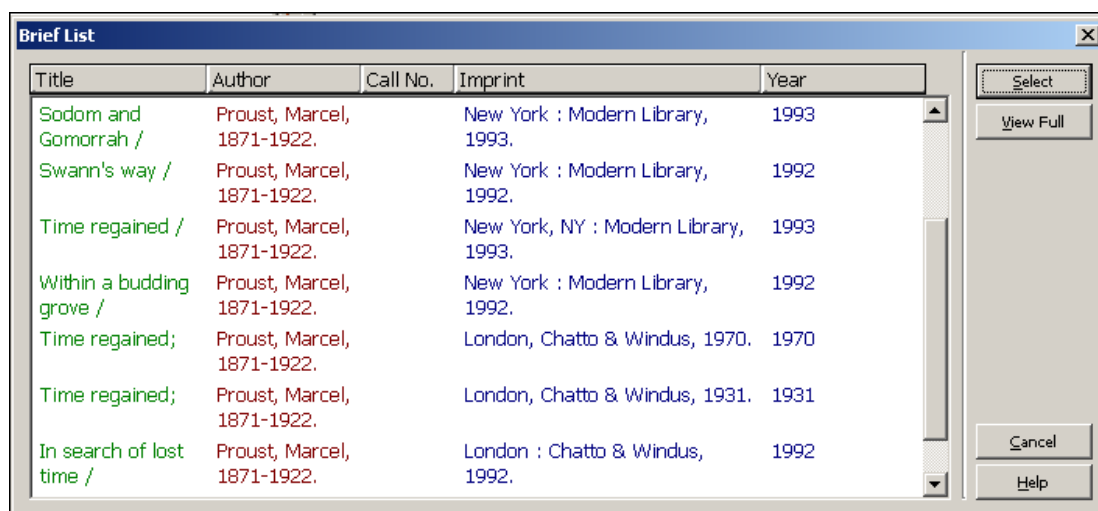 Brief List
Title Author Call No. Imprint Year
Select
View Full
Sodom and Proust, Marcel, New York : Modern Library, 1993
Gomorrah / 1871-1922. 1993.
Swann's way / Proust, Marcel, New York : Modern Library, 1992
1871-1922. 1992.
Time regained / Proust, Marcel, New York, NY : Modern Library, 1993
1871-1922. 1993.
Within a budding Proust, Marcel, New York : Modern Library, 1992
grove / 1871-1922. 1992.
Time regained; Proust, Marcel, London, Chatto & Windus, 1970. 1970
1871-1922.
Time regained; Proust, Marcel, London, Chatto & Windus, 1931. 1931
1871-1922.
In search of lost Proust, Marcel, London : Chatto & Windus, 1992
time / 1871-1922. 1992.
Cancel
Help